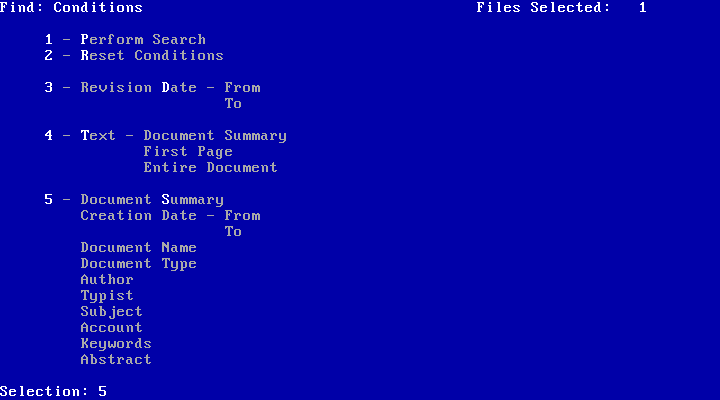 Find: Conditions Files Selected: 1
1 - Perform Search
2 - Reset Conditions
3 - Revision Date - From
To
4 - Text - Document Summary
First Page
Entire Document
5 - Document Summary
Creation Date - From
To
Document Name
Document Type
Author
Typist
Subject
Account
Keywords
Abstract
Selection: 5